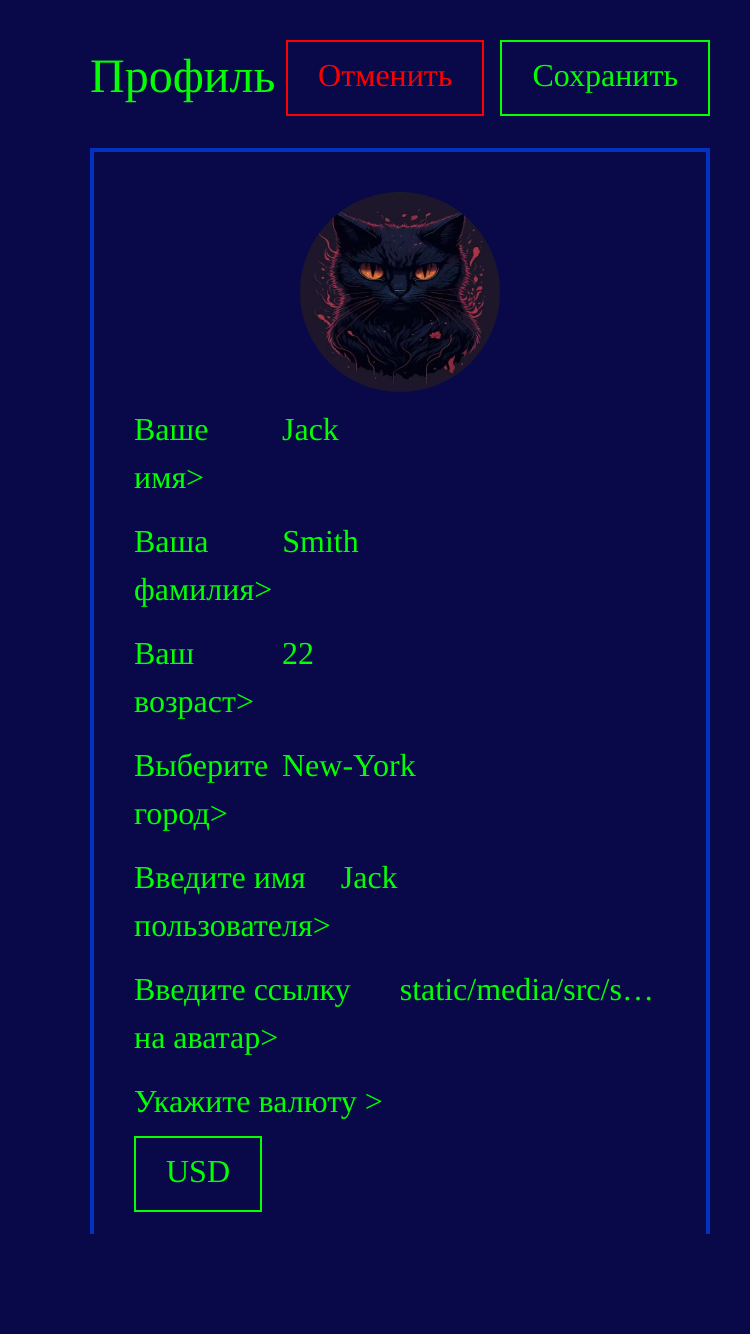 Профиль Отменить Сохранить
Ваше Jack
имя>
Ваша Smith
фамилия>
Ваш 22
возраст>
Выберите New-York
город>
Введите имя Jack
пользователя>
Введите ссылку static/media/src/s…
на аватар>
Укажите валюту >
USD